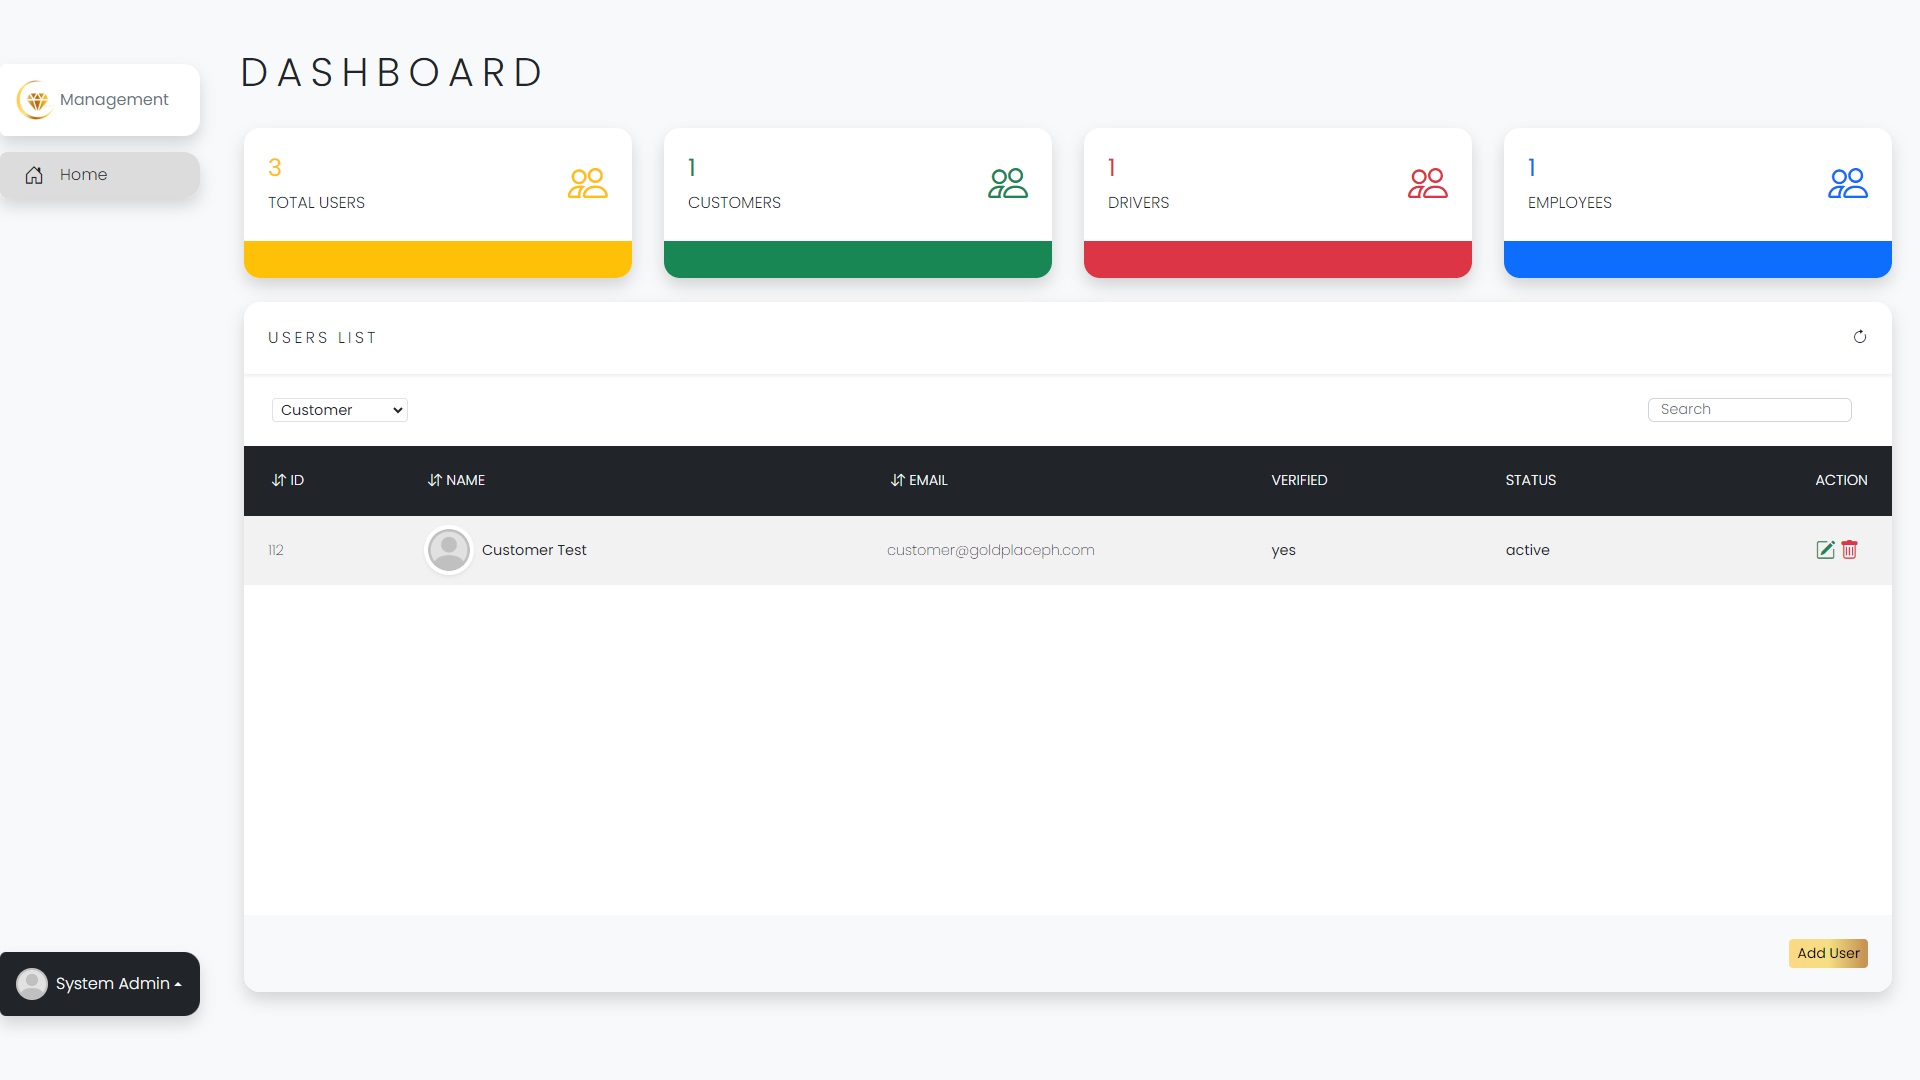 DASHBOARD
Management
Home
3
TOTAL USERS
1
CUSTOMERS
1
DRIVERS
1
EMPLOYEES
USERS LIST
Customer
Search
ID NAME EMAIL VERIFIED STATUS ACTION
112 Customer Test customer@goldplaceph.com yes active
Add User
System Admin